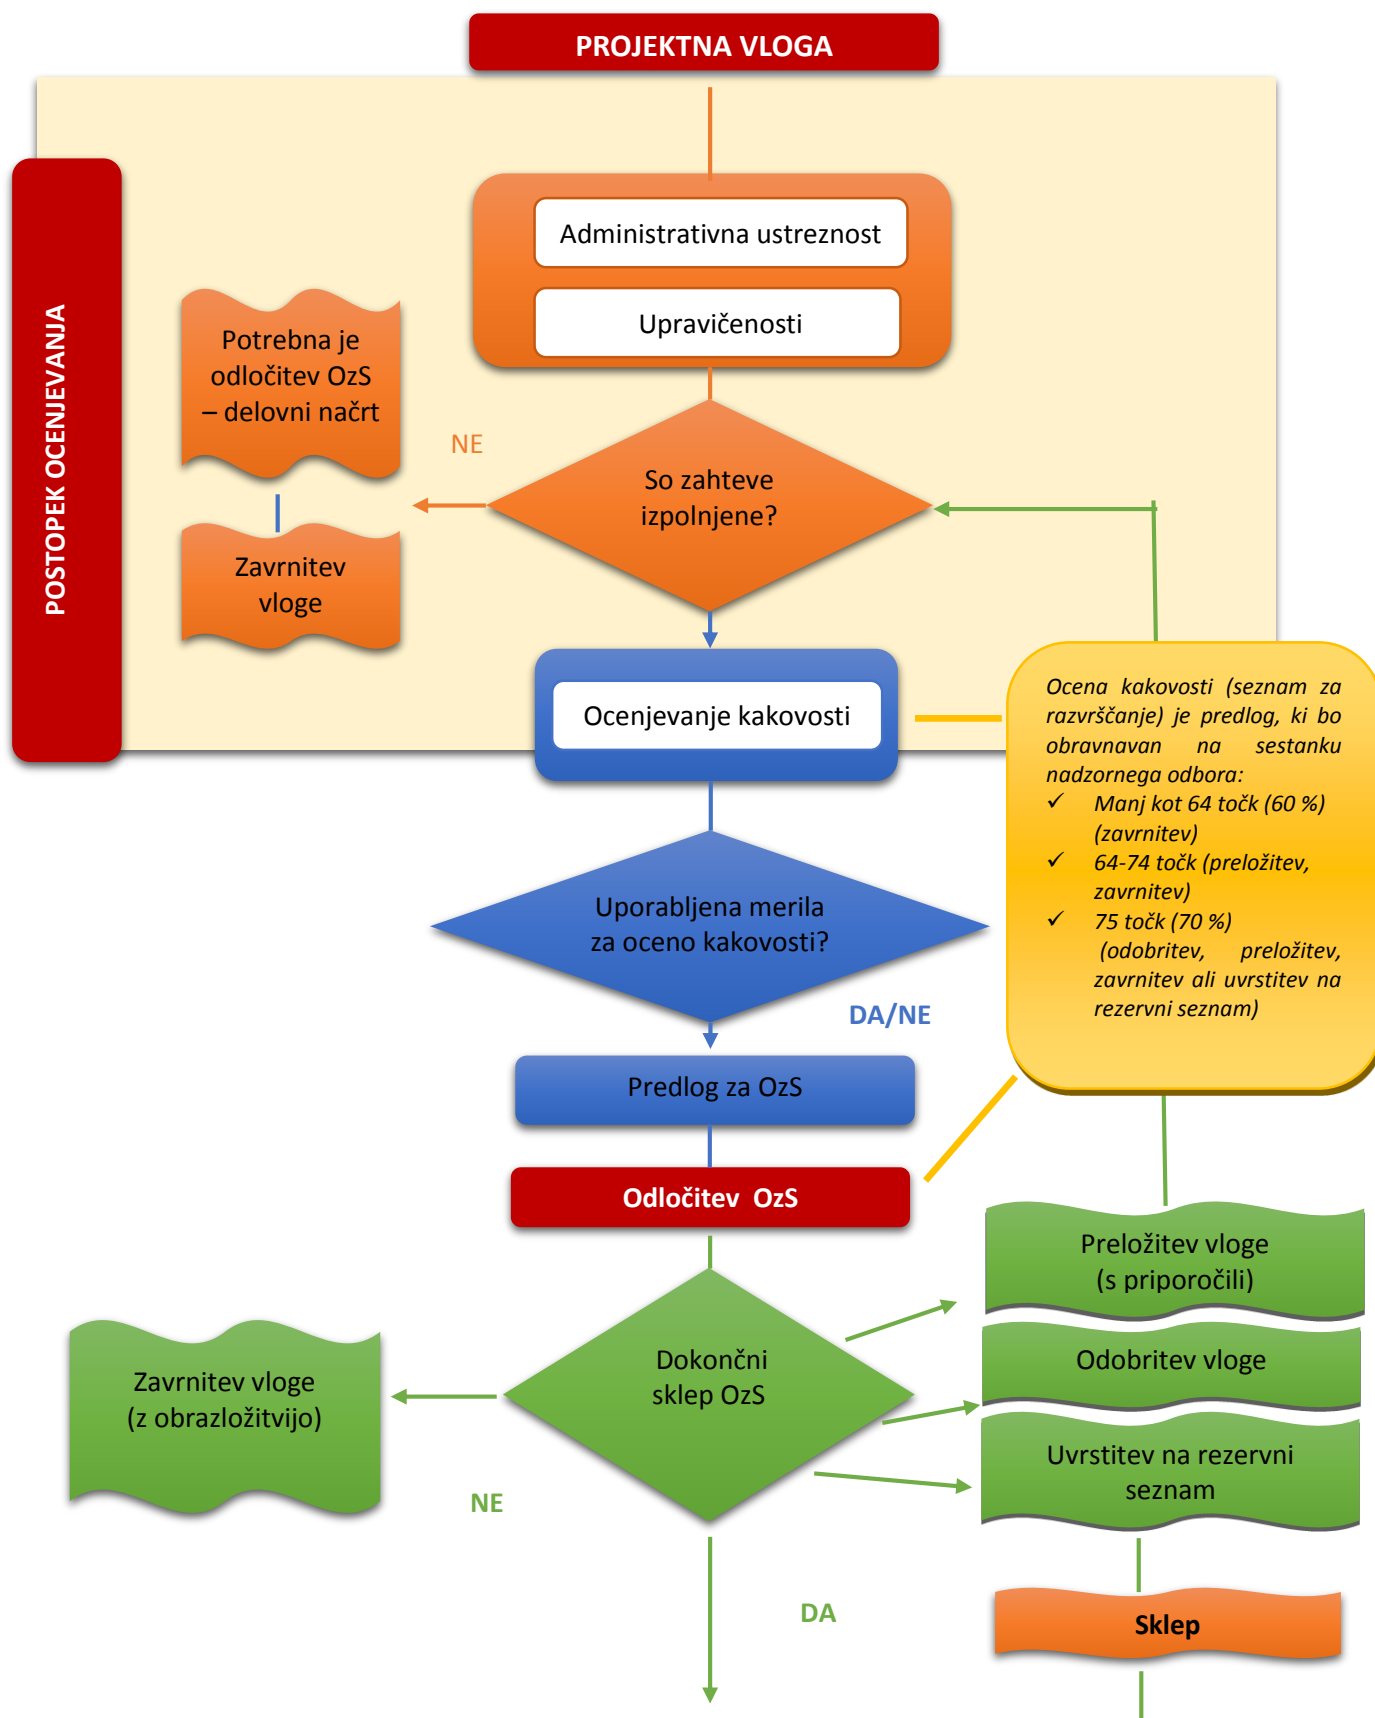 PROJEKTNA VLOGA
POSTOPEK OCENJEVANJA
Administrativna ustreznost
Upravičenosti
Potrebna je
odločitev OzS
– delovni načrt
NE
So zahteve
izpolnjene?
Zavrnitev
vloge
Ocenjevanje kakovosti
Ocena kakovosti (seznam za
razvrščanje) je predlog, ki bo
obravnavan na sestanku
nadzornega odbora:
✓ Manj kot 64 točk (60 %)
(zavrnitev)
✓ 64-74 točk (preložitev,
zavrnitev)
✓ 75 točk (70 %)
(odobritev, preložitev,
zavrnitev ali uvrstitev na
rezervni seznam)
Uporabljena merila
za oceno kakovosti?
DA/NE
Predlog za OzS
Odločitev OzS
Preložitev vloge
(s priporočili)
Dokončni
sklep OzS
Odobritev vloge
Zavrnitev vloge
(z obrazložitvijo)
Uvrstitev na rezervni
seznam
NE
DA
Sklep